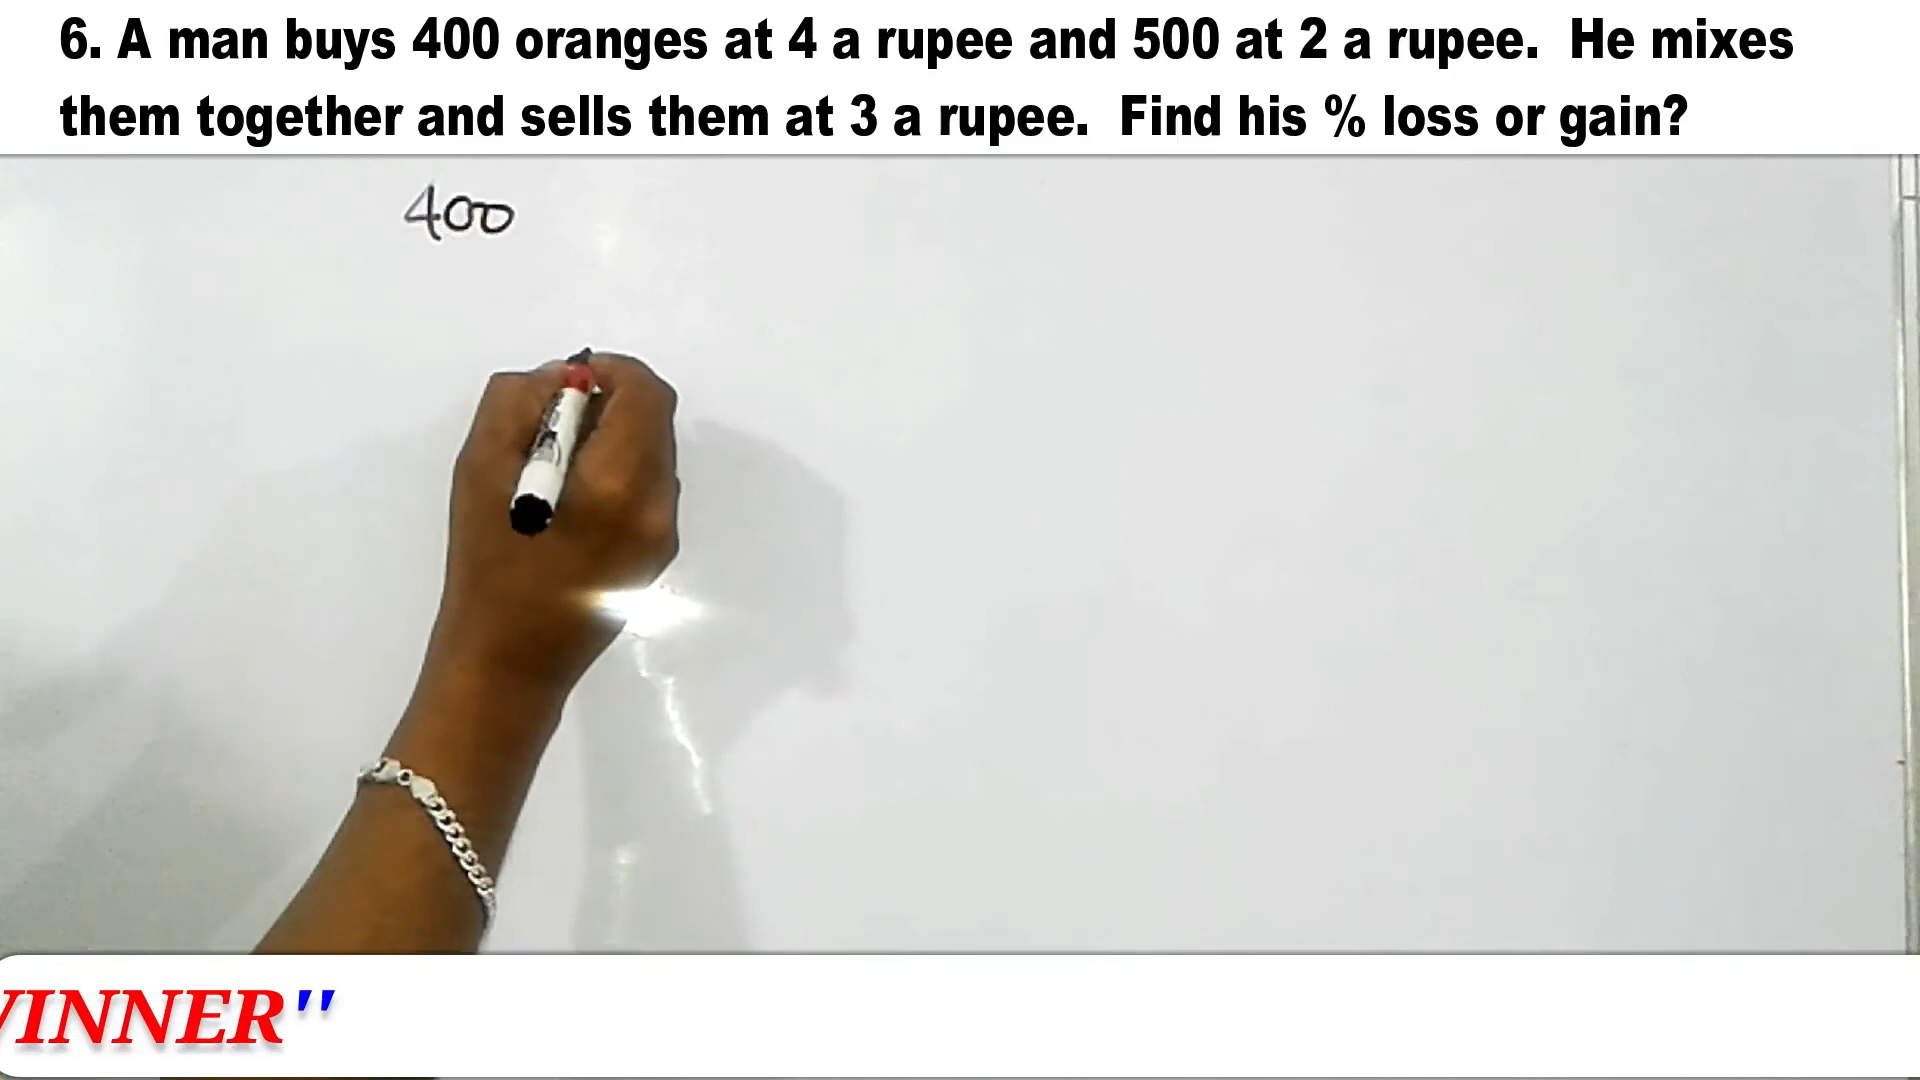 6. A man buys 400 oranges at 4 a rupee and 500 at 2 a rupee. He mixes
them together and sells them at 3 a rupee. Find his % loss or gain?
400
INNER"